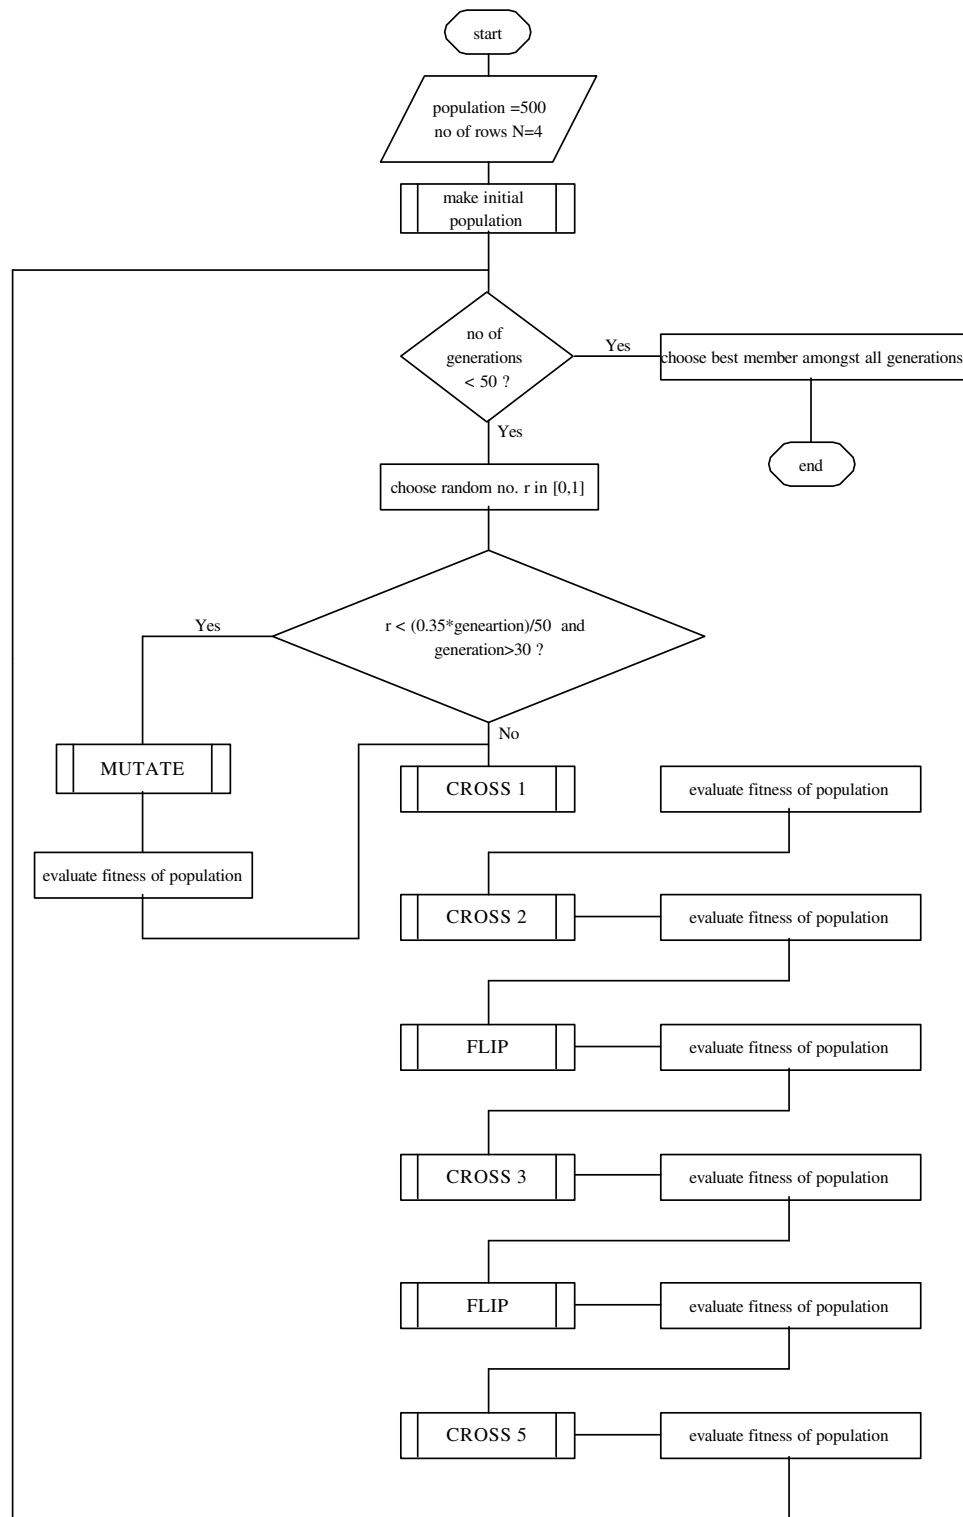 start
population =500
no of rows N=4
make initial
population
no of
generations
< 50 ?
Yes
choose best member amongst all generations
Yes
end
choose random no. r in [0,1]
r < (0.35*geneartion)/50 and
generation>30 ?
Yes
No
MUTATE
CROSS 1
evaluate fitness of population
evaluate fitness of population
CROSS 2
evaluate fitness of population
FLIP
evaluate fitness of population
CROSS 3
evaluate fitness of population
FLIP
evaluate fitness of population
CROSS 5
evaluate fitness of population